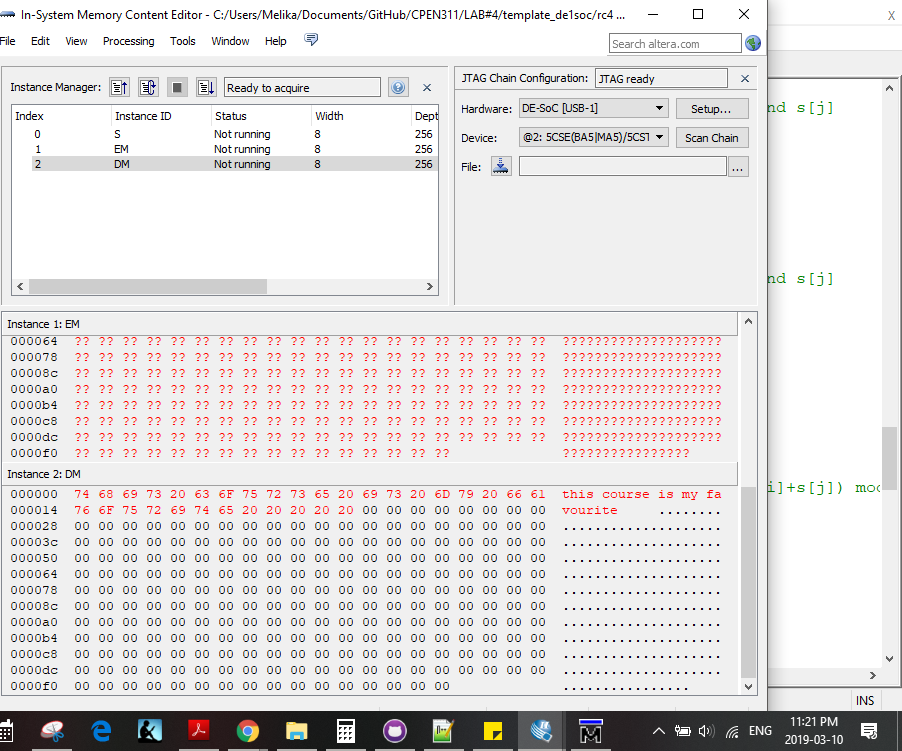 In-System Memory Content Editor - C:/Users/Melika/Documents/GitHub/CPEN311/LAB#4/template_de1soc/rc4 ...
File Edit View Processing Tools Window Help
Search altera.com
Instance Manager: Ready to acquire
Index Instance ID Status Width Dept
0 S Not running 8 256
1 EM Not running 8 256
2 DM Not running 8 256
JTAG Chain Configuration: JTAG ready
Hardware: DE-SoC [USB-1] Setup...
Device: @2: 5CSE(BA5|MA5)/5CST Scan Chain
File: ...
nd s[j]
nd s[j]
i]+s[j]) mod
Instance 1: EM
000064 ?? ?? ?? ?? ?? ?? ?? ?? ?? ?? ?? ?? ?? ?? ?? ?? ?? ?? ?? ?? ????????????????????
000078 ?? ?? ?? ?? ?? ?? ?? ?? ?? ?? ?? ?? ?? ?? ?? ?? ?? ?? ?? ?? ????????????????????
00008c ?? ?? ?? ?? ?? ?? ?? ?? ?? ?? ?? ?? ?? ?? ?? ?? ?? ?? ?? ?? ????????????????????
0000a0 ?? ?? ?? ?? ?? ?? ?? ?? ?? ?? ?? ?? ?? ?? ?? ?? ?? ?? ?? ?? ????????????????????
0000b4 ?? ?? ?? ?? ?? ?? ?? ?? ?? ?? ?? ?? ?? ?? ?? ?? ?? ?? ?? ?? ????????????????????
0000c8 ?? ?? ?? ?? ?? ?? ?? ?? ?? ?? ?? ?? ?? ?? ?? ?? ?? ?? ?? ?? ????????????????????
0000dc ?? ?? ?? ?? ?? ?? ?? ?? ?? ?? ?? ?? ?? ?? ?? ?? ?? ?? ?? ?? ????????????????????
0000f0 ?? ?? ?? ?? ?? ?? ?? ?? ?? ?? ?? ?? ?? ?? ?? ?? ????????????????
Instance 2: DM
000000 74 68 69 73 20 63 6F 75 72 73 65 20 69 73 20 6D 79 20 66 61 this course is my fa
000014 76 6F 75 72 69 74 65 20 20 20 20 20 00 00 00 00 00 00 00 00 vourite     ........
000028 00 00 00 00 00 00 00 00 00 00 00 00 00 00 00 00 00 00 00 00 ....................
00003c 00 00 00 00 00 00 00 00 00 00 00 00 00 00 00 00 00 00 00 00 ....................
000050 00 00 00 00 00 00 00 00 00 00 00 00 00 00 00 00 00 00 00 00 ....................
000064 00 00 00 00 00 00 00 00 00 00 00 00 00 00 00 00 00 00 00 00 ....................
000078 00 00 00 00 00 00 00 00 00 00 00 00 00 00 00 00 00 00 00 00 ....................
00008c 00 00 00 00 00 00 00 00 00 00 00 00 00 00 00 00 00 00 00 00 ....................
0000a0 00 00 00 00 00 00 00 00 00 00 00 00 00 00 00 00 00 00 00 00 ....................
0000b4 00 00 00 00 00 00 00 00 00 00 00 00 00 00 00 00 00 00 00 00 ....................
0000c8 00 00 00 00 00 00 00 00 00 00 00 00 00 00 00 00 00 00 00 00 ....................
0000dc 00 00 00 00 00 00 00 00 00 00 00 00 00 00 00 00 00 00 00 00 ....................
0000f0 00 00 00 00 00 00 00 00 00 00 00 00 00 00 00 00 ................
INS
ENG
11:21 PM
2019-03-10